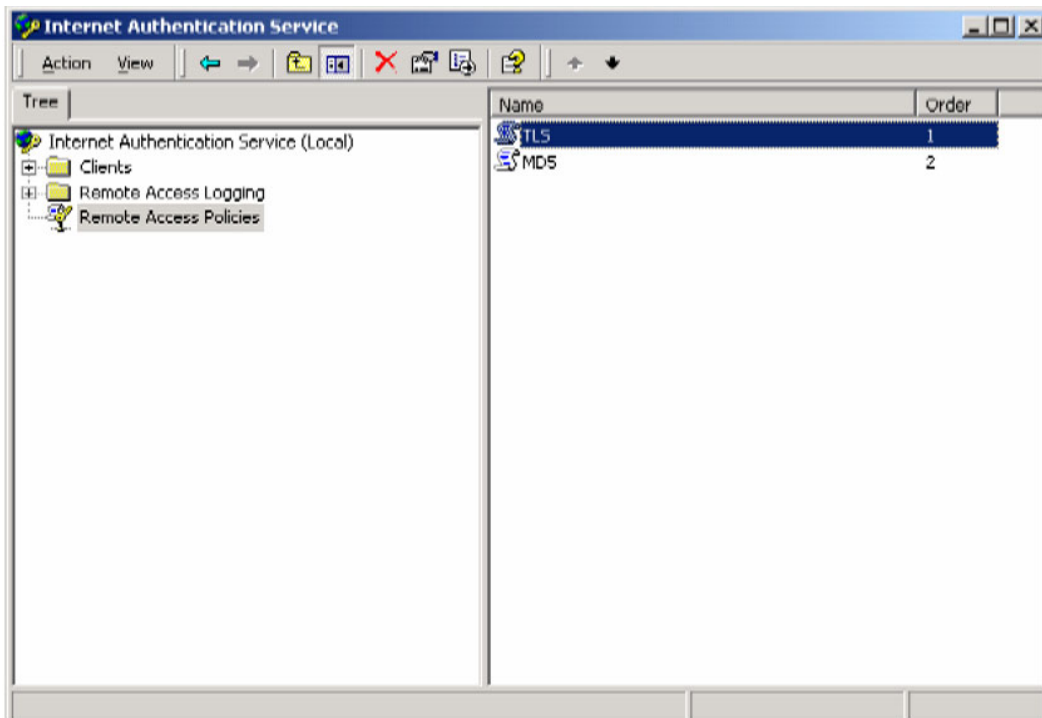 Internet Authentication Service
Action View
Tree
Name Order
Internet Authentication Service (Local)
Clients
Remote Access Logging
Remote Access Policies
TLS 1
MD5 2